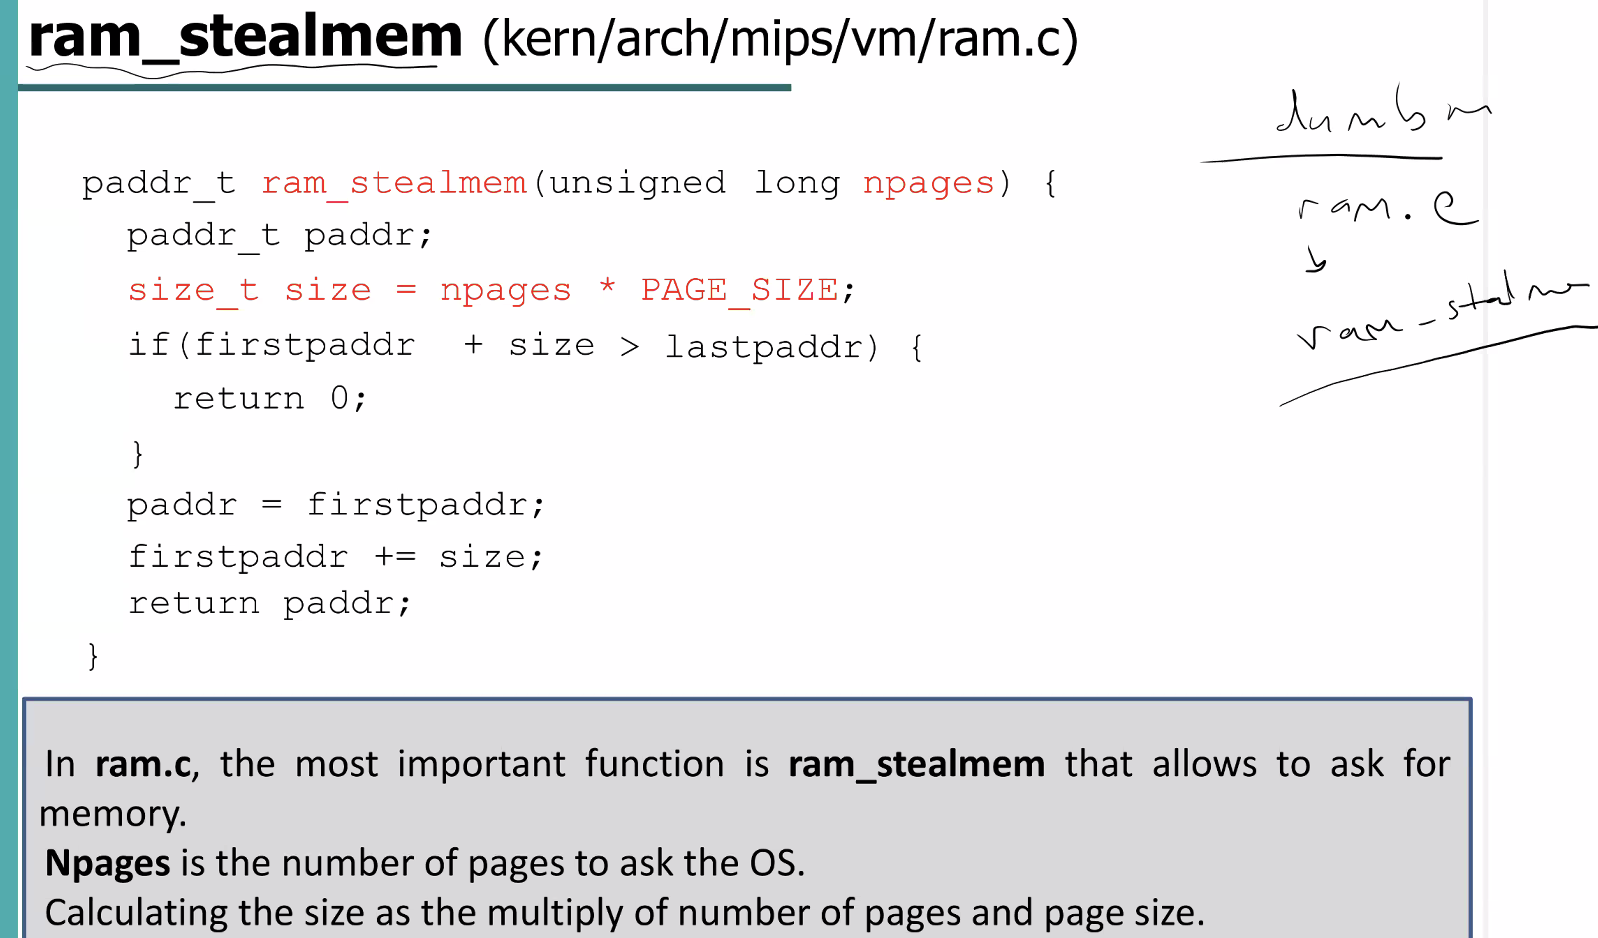 ram_stealmem (kern/arch/mips/vm/ram.c)
dumbvm
paddr_t ram_stealmem(unsigned long npages) {
ram.c
paddr_t paddr;
size_t size = npages * PAGE_SIZE;
if(firstpaddr + size > lastpaddr) {
return 0;
}
paddr = firstpaddr;
firstpaddr += size;
return paddr;
}
In ram.c, the most important function is ram_stealmem that allows to ask for
memory.
Npages is the number of pages to ask the OS.
Calculating the size as the multiply of number of pages and page size.